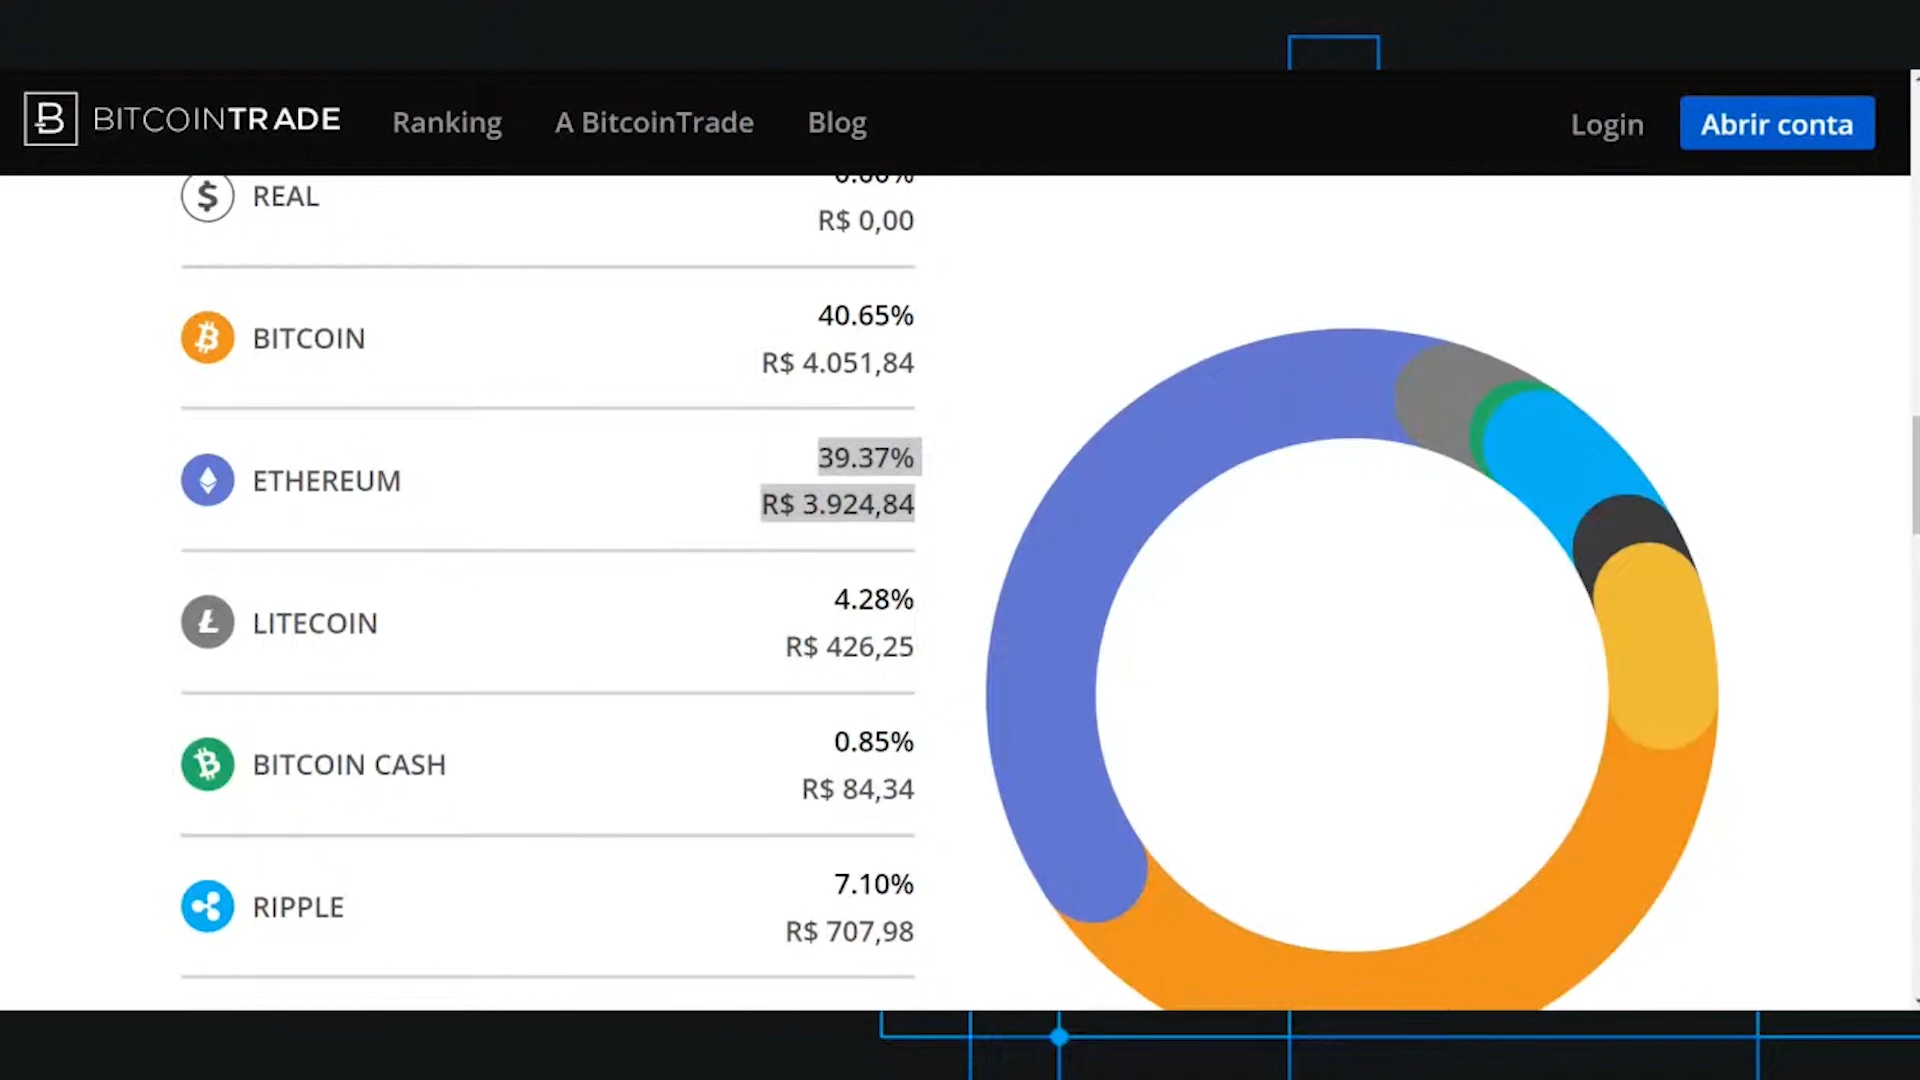 BITCOINTRADE
Ranking
A BitcoinTrade
Blog
Login
Abrir conta
REAL
R$ 0,00
BITCOIN
40.65%
R$ 4.051,84
ETHEREUM
39.37%
R$ 3.924,84
LITECOIN
4.28%
R$ 426,25
BITCOIN CASH
0.85%
R$ 84,34
RIPPLE
7.10%
R$ 707,98